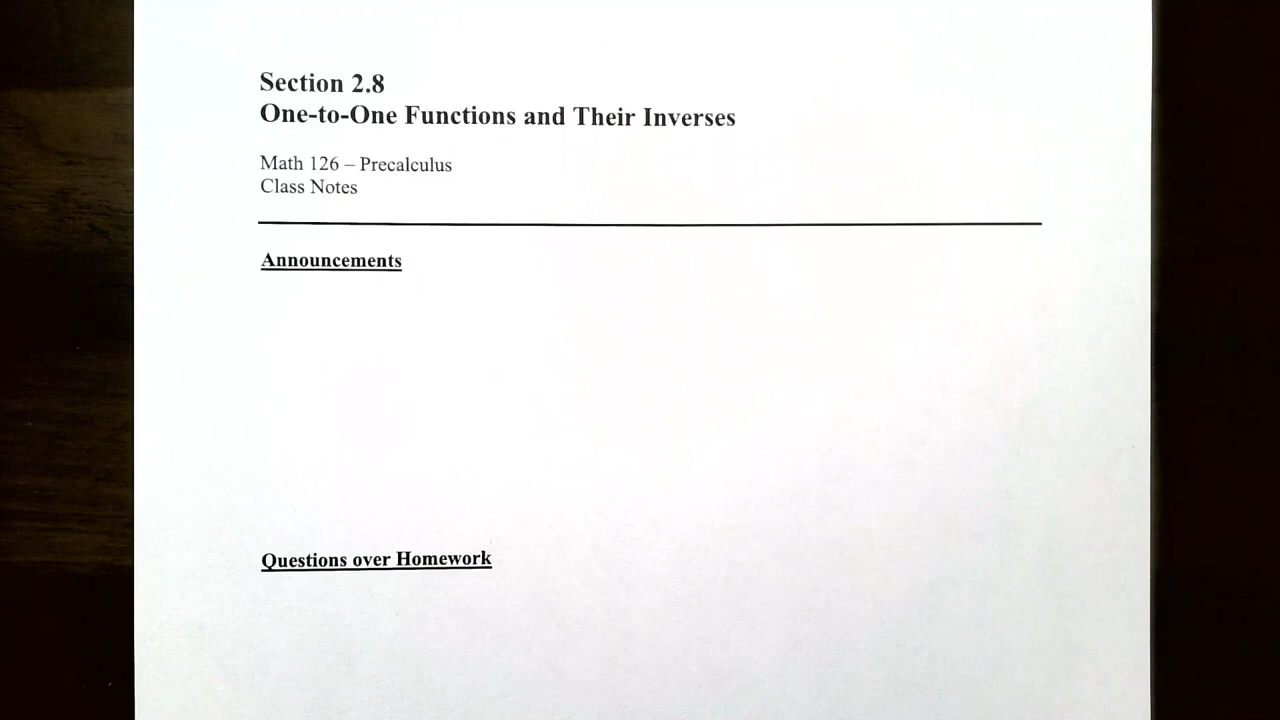 Section 2.8
One-to-One Functions and Their Inverses
Math 126 – Precalculus
Class Notes
Announcements
Questions over Homework